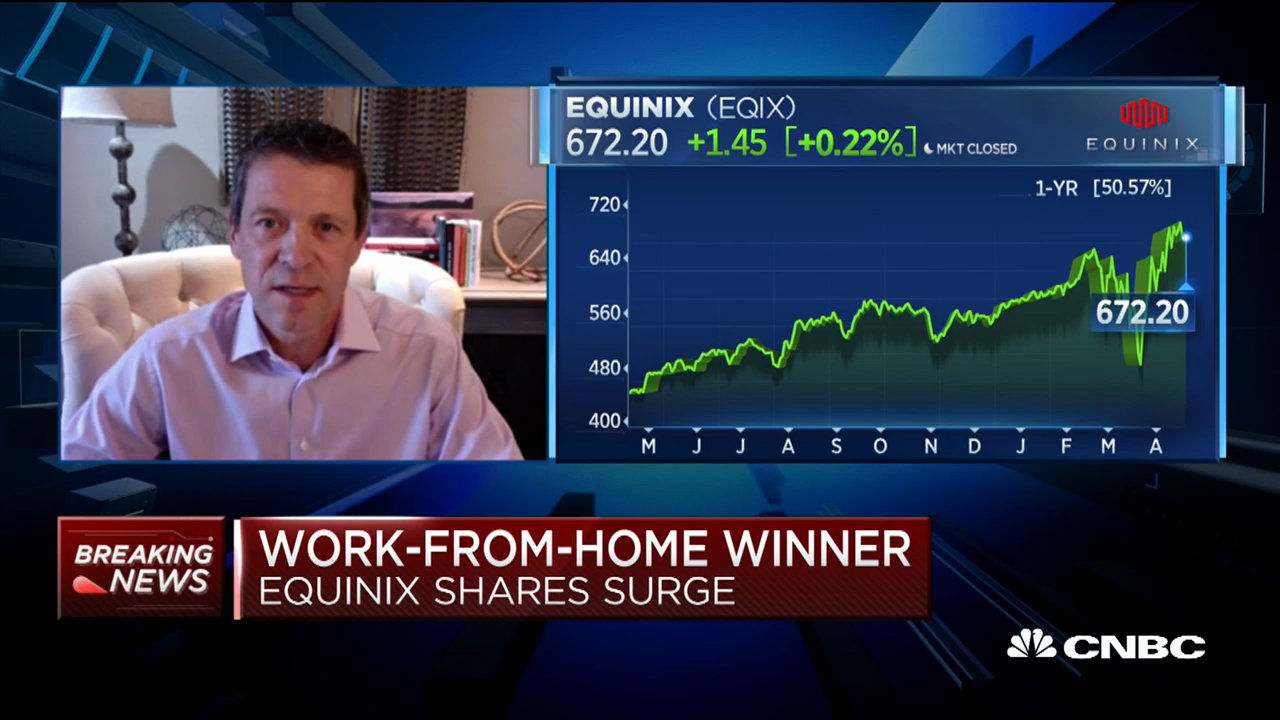 EQUINIX (EQIX)
672.20 +1.45 [+0.22%] MKT CLOSED
EQUINIX
1-YR [50.57%]
720
640
560
480
400
672.20
M J J A S O N D J F M A
BREAKING
NEWS
WORK-FROM-HOME WINNER
EQUINIX SHARES SURGE
CNBC